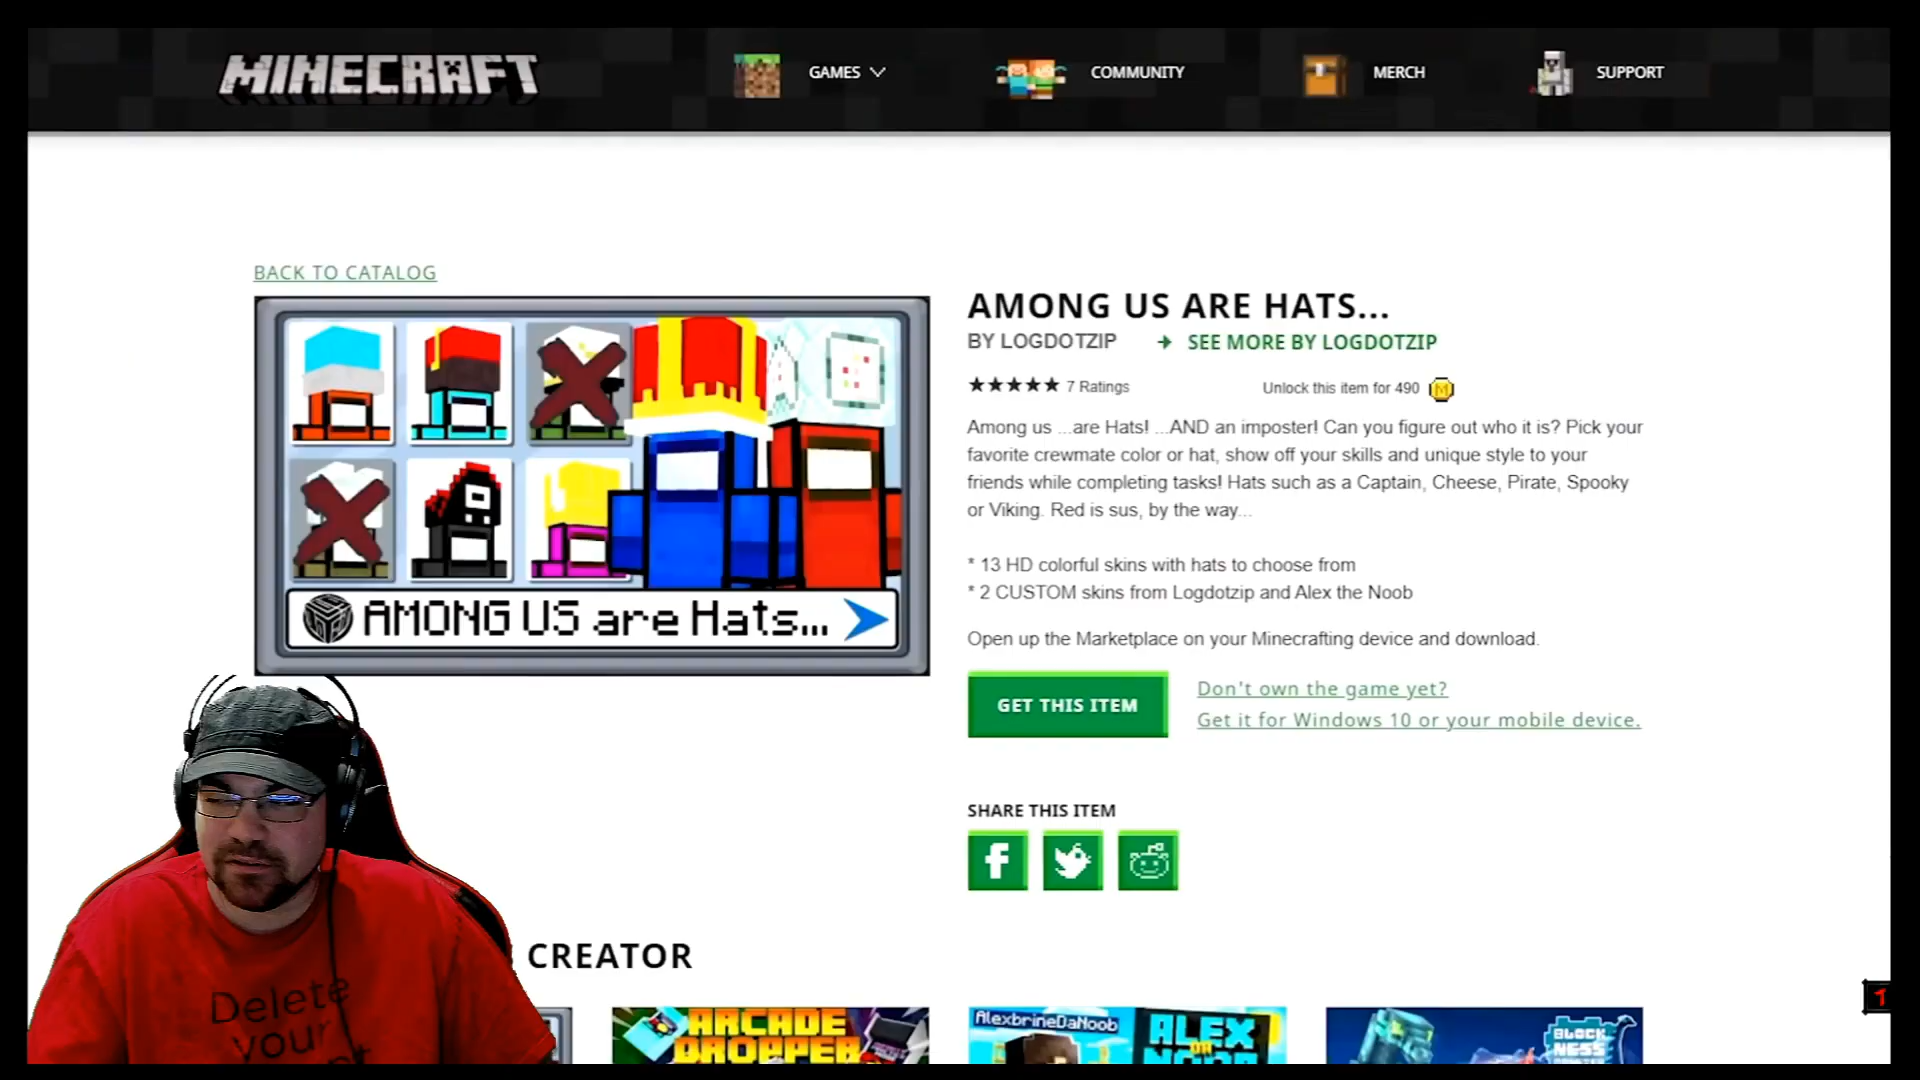 MINECRAFT
GAMES
COMMUNITY
MERCH
SUPPORT
BACK TO CATALOG
AMONG US are Hats...
AMONG US ARE HATS...
BY LOGDOTZIP
SEE MORE BY LOGDOTZIP
★★★★★ 7 Ratings
Unlock this item for 490
Among us ...are Hats! ...AND an imposter! Can you figure out who it is? Pick your
favorite crewmate color or hat, show off your skills and unique style to your
friends while completing tasks! Hats such as a Captain, Cheese, Pirate, Spooky
or Viking. Red is sus, by the way...
* 13 HD colorful skins with hats to choose from
* 2 CUSTOM skins from Logdotzip and Alex the Noob
Open up the Marketplace on your Minecrafting device and download.
GET THIS ITEM
Don't own the game yet?
Get it for Windows 10 or your mobile device.
SHARE THIS ITEM
CREATOR
Delete
your
ARCADE
DROPPER
AlexbrineDaNoob
ALEX
DA
NOOB
BLOCK
NESS